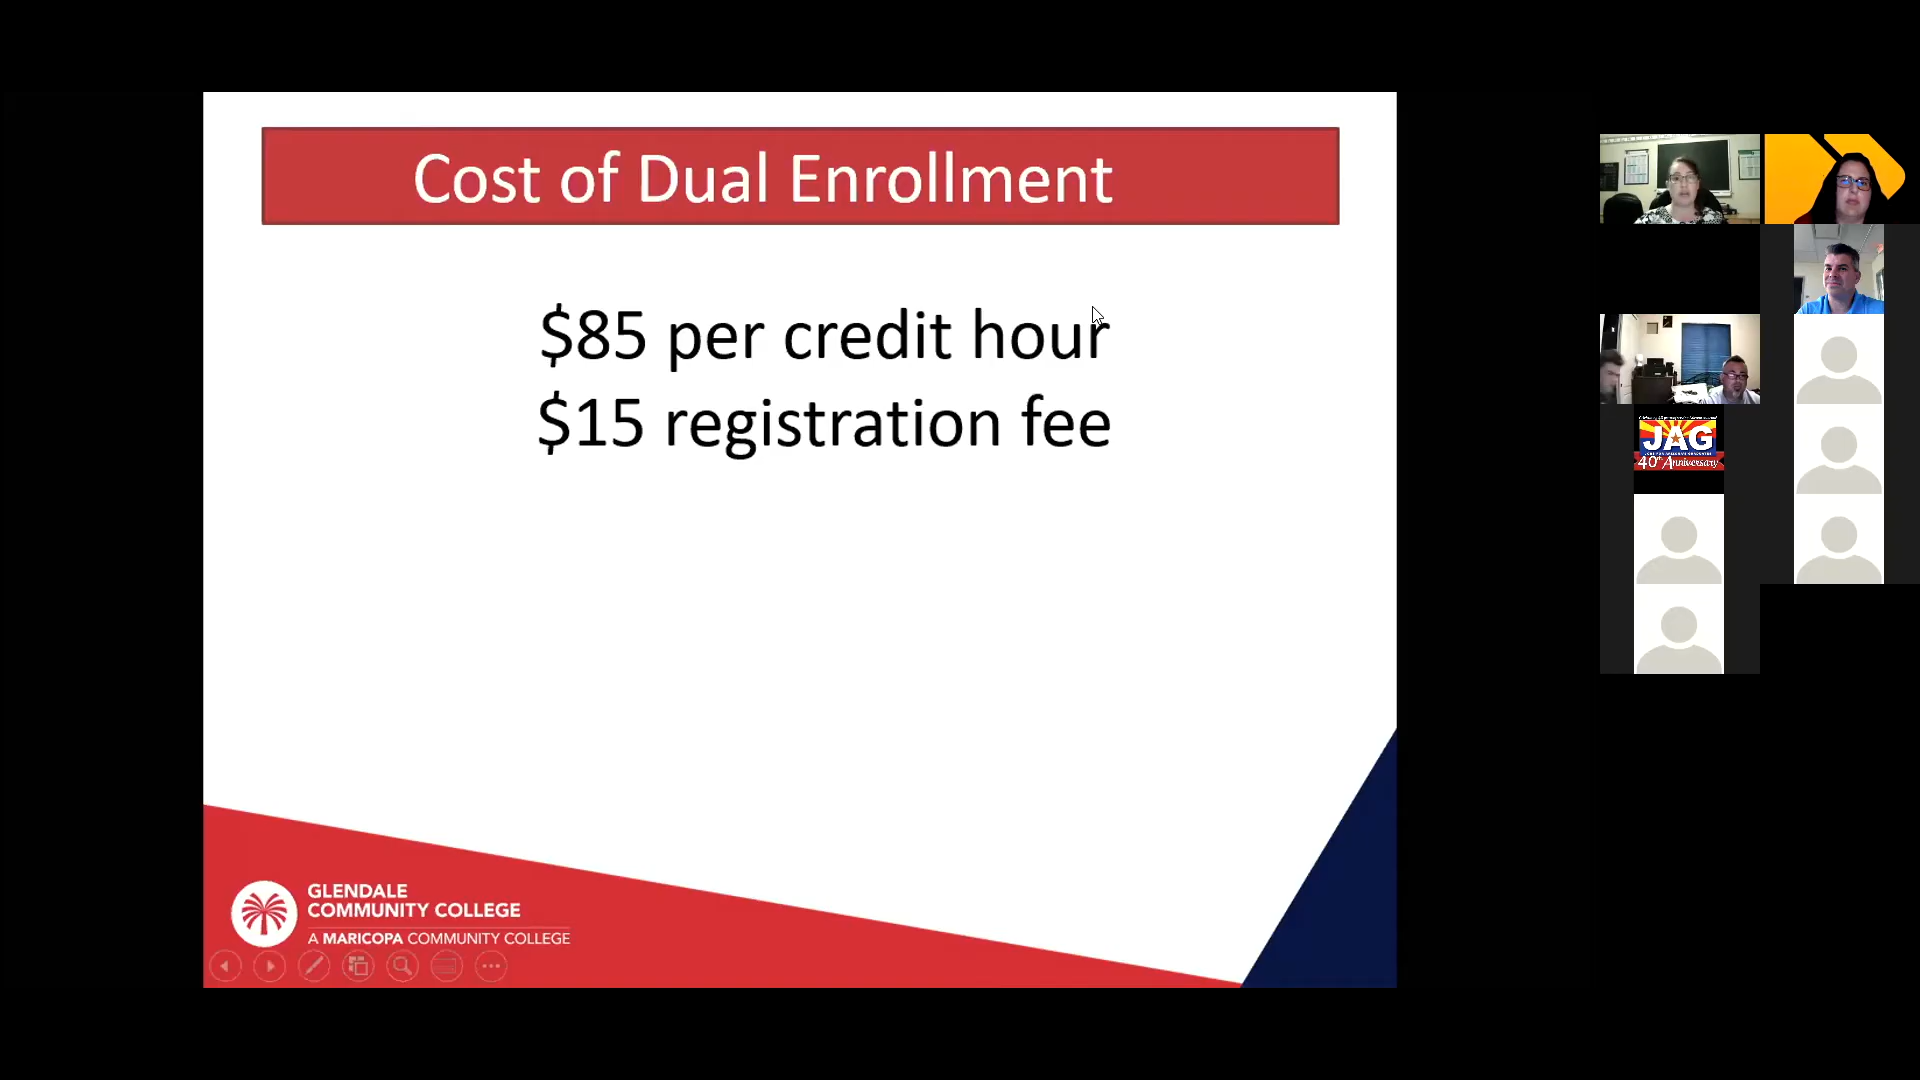 Cost of Dual Enrollment
$85 per credit hour
$15 registration fee
GLENDALE
COMMUNITY COLLEGE
A MARICOPA COMMUNITY COLLEGE
JAG
40th Anniversary